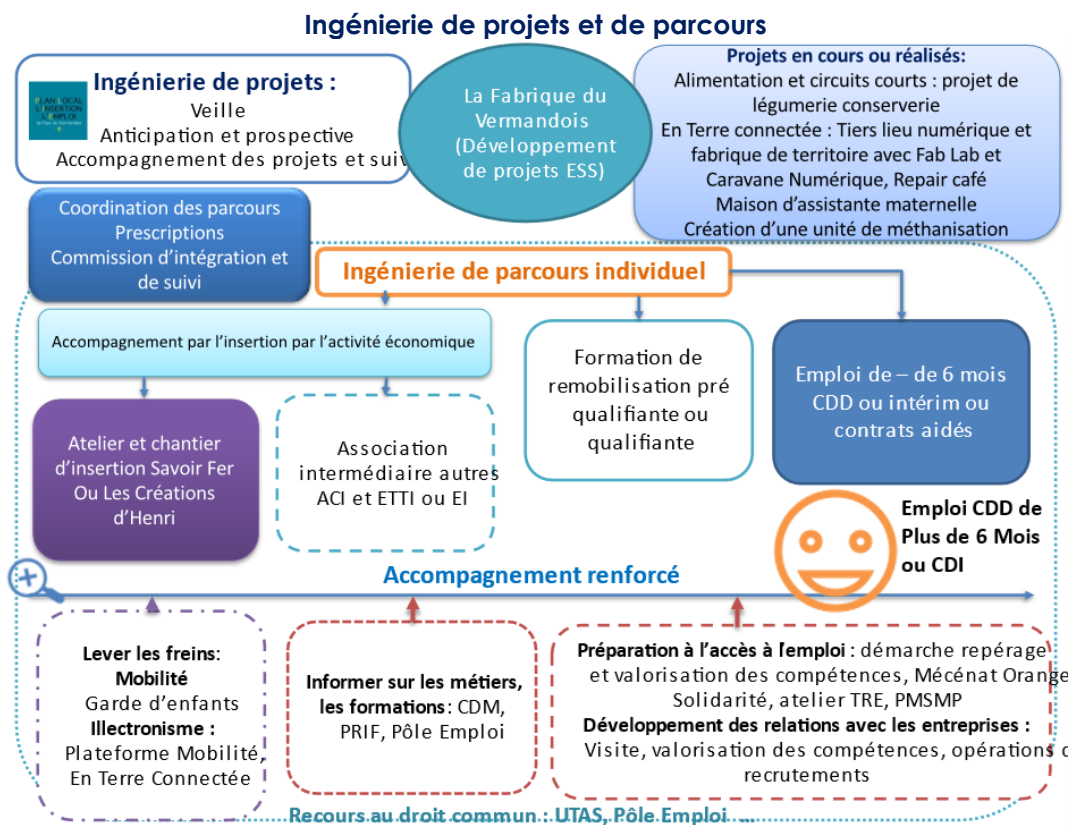 Ingénierie de projets et de parcours
PLAN LOCAL
L'INSERTION
L'EMPLOI
Ingénierie de projets :
Veille
Anticipation et prospective
Accompagnement des projets et suivi
La Fabrique du
Vermandois
(Développement
de projets ESS)
Projets en cours ou réalisés:
Alimentation et circuits courts : projet de
légumerie conserverie
En Terre connectée : Tiers lieu numérique et
fabrique de territoire avec Fab Lab et
Caravane Numérique, Repair café
Maison d'assistante maternelle
Création d'une unité de méthanisation
Coordination des parcours
Prescriptions
Commission d'intégration et
de suivi
Ingénierie de parcours individuel
Accompagnement par l'insertion par l'activité économique
Formation de
remobilisation pré
qualifiante ou
qualifiante
Emploi de – de 6 mois
CDD ou intérim ou
contrats aidés
Atelier et chantier
d'insertion Savoir Fer
Ou Les Créations
d'Henri
Association
intermédiaire autres
ACI et ETTI ou EI
Emploi CDD de
Plus de 6 Mois
ou CDI
Accompagnement renforcé
Lever les freins:
Mobilité
Garde d'enfants
Illectronisme :
Plateforme Mobilité,
En Terre Connectée
Informer sur les métiers,
les formations : CDM,
PRIF, Pôle Emploi
Préparation à l'accès à l'emploi : démarche repérage
et valorisation des compétences, Mécénat Orange
Solidarité, atelier TRE, PMSMP
Développement des relations avec les entreprises :
Visite, valorisation des compétences, opérations d
recrutements
Recours au droit commun : UTAS, Pôle Emploi ...